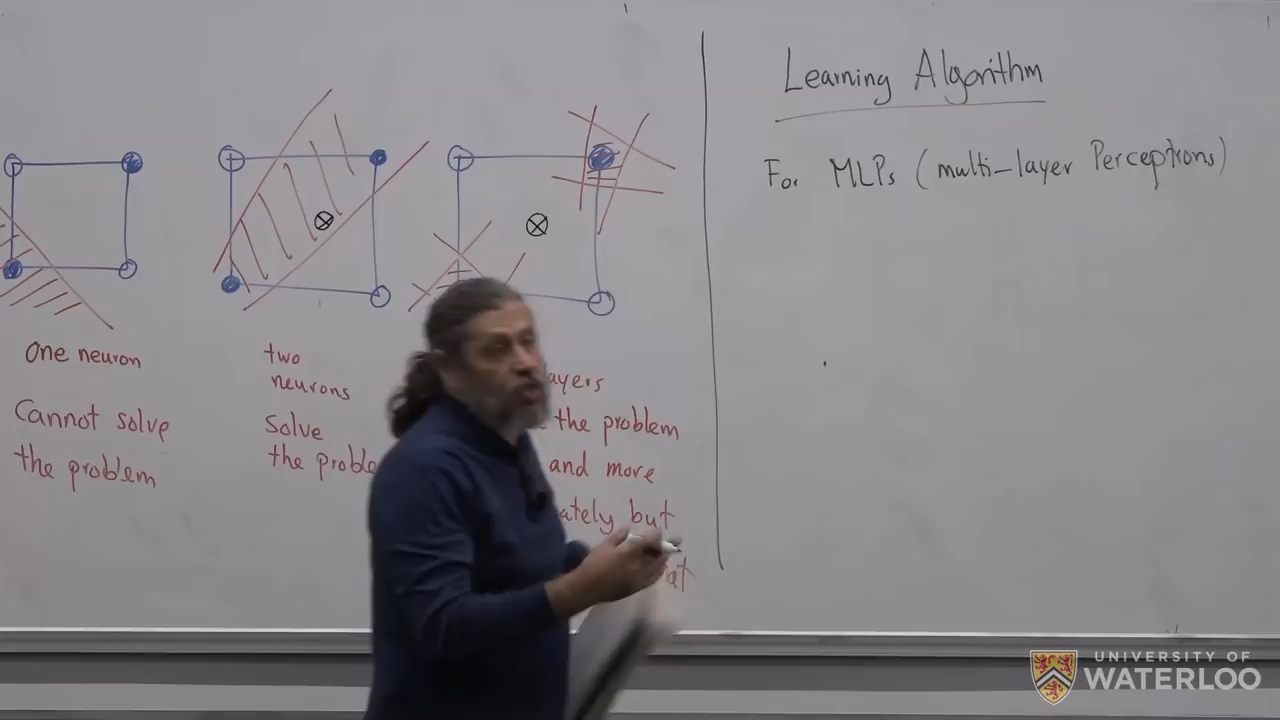 One neuron
Cannot solve
the problem
two
neurons
Solve
the proble
ayers
the problem
and more
ately but
at
Learning Algorithm
For MLPs (multi-layer Perceptrons)
UNIVERSITY OF
WATERLOO